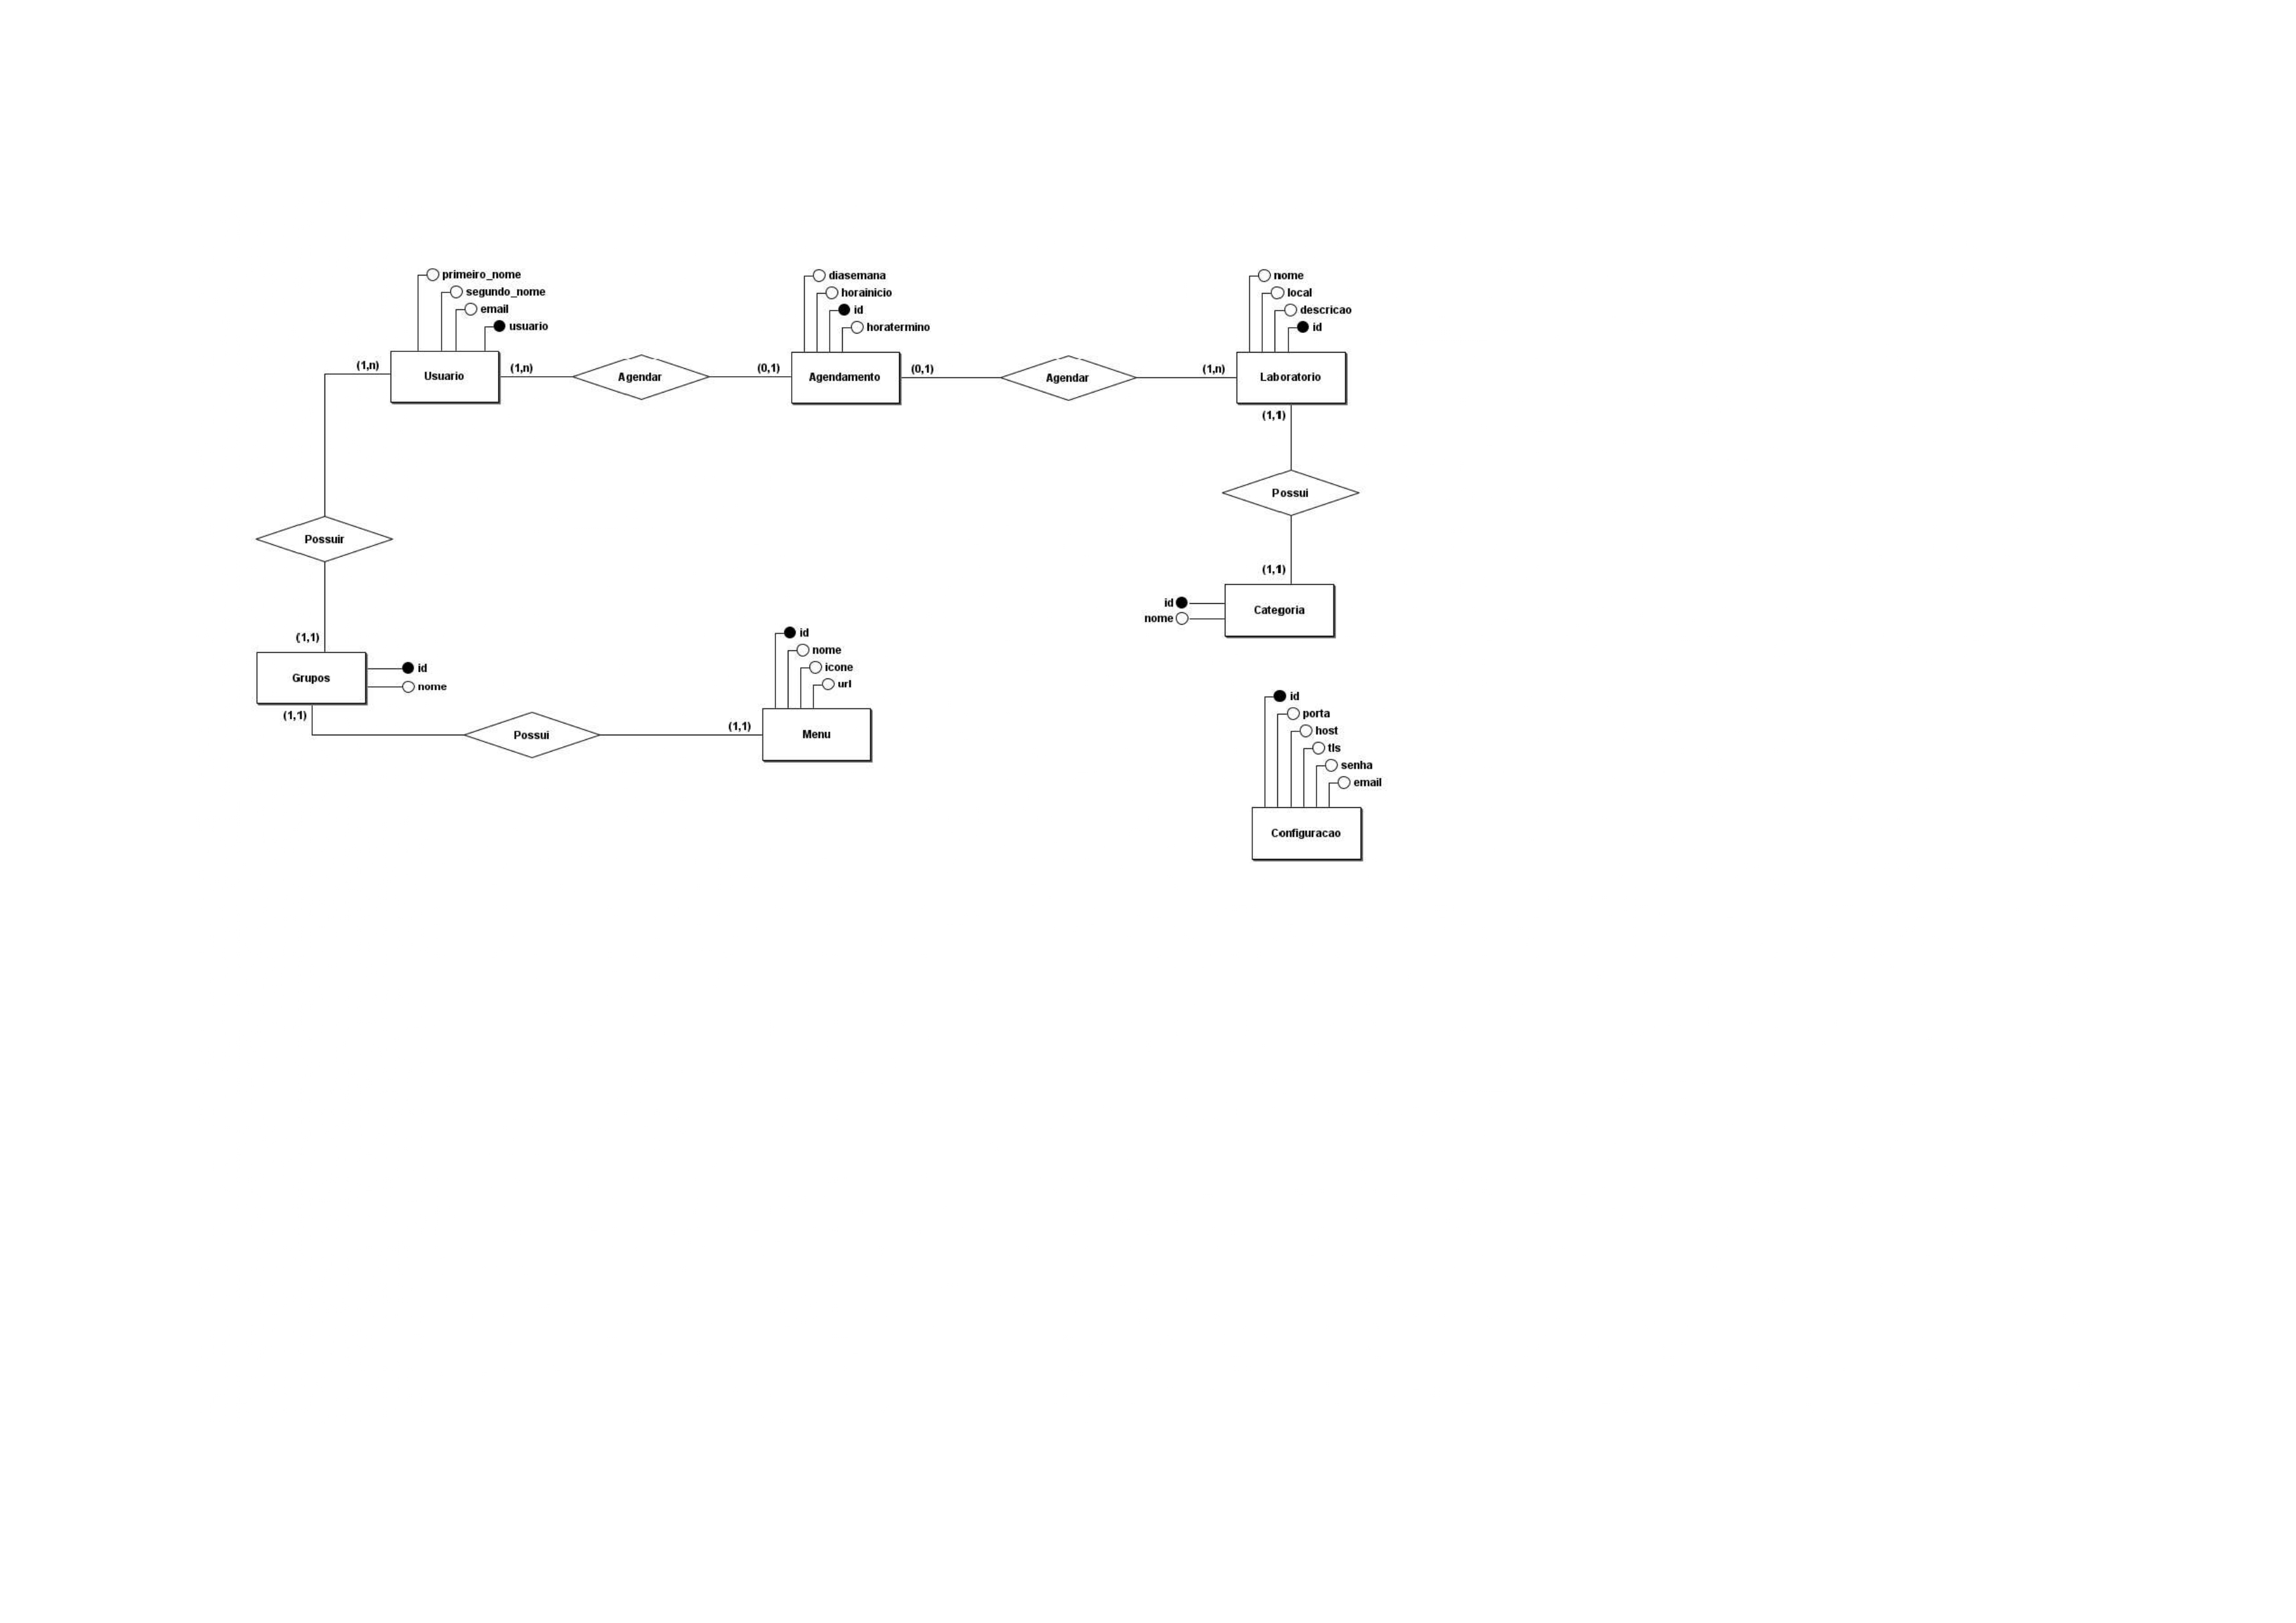 primeiro_nome
segundo_nome
email
usuario
Usuario
(1,n)
(1,n)
Agendar
(0,1)
diasemana
horainicio
id
horatermino
Agendamento
(0,1)
Agendar
(1,n)
nome
local
descricao
id
Laboratorio
(1,1)
Possui
(1,1)
id
nome
Categoria
Possuir
(1,1)
Grupos
id
nome
(1,1)
Possui
(1,1)
id
nome
icone
url
Menu
id
porta
host
tls
senha
email
Configuracao